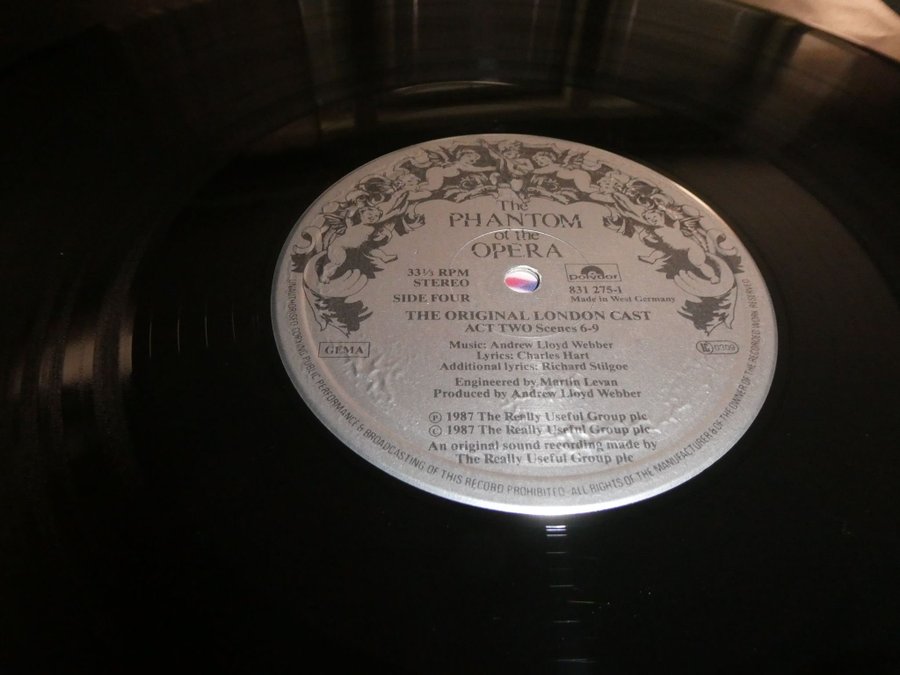 The
PHANTOM
of the
OPERA
33⅓ RPM
STEREO
SIDE FOUR
polydor
831 275-1
Made in West Germany
THE ORIGINAL LONDON CAST
ACT TWO Scenes 6-9
GEMA
LC 0309
Music: Andrew Lloyd Webber
Lyrics: Charles Hart
Additional lyrics: Richard Stilgoe
Engineered by Martin Levan
Produced by Andrew Lloyd Webber
℗ 1987 The Really Useful Group plc
© 1987 The Really Useful Group plc
An original sound recording made by
The Really Useful Group plc
COPYING PUBLIC PERFORMANCE & BROADCASTING OF THIS RECORD PROHIBITED · ALL RIGHTS OF THE MANUFACTURER & OF THE OWNER OF THE RECORDED WORK RESERVED